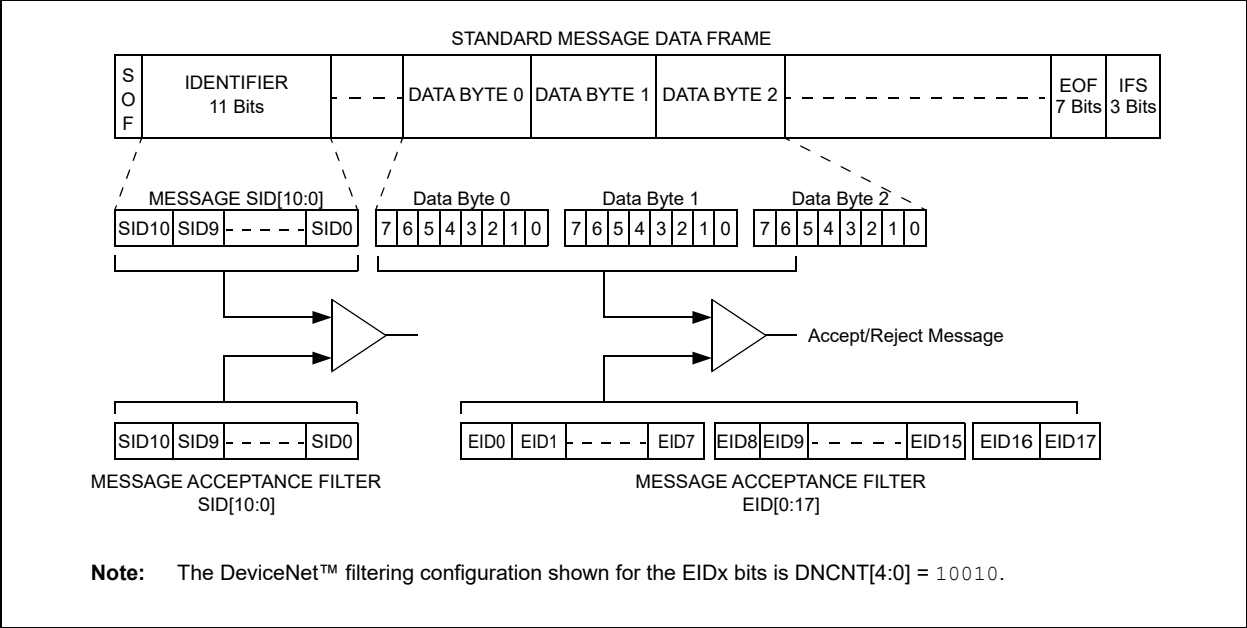 STANDARD MESSAGE DATA FRAME
S O F IDENTIFIER 11 Bits DATA BYTE 0 DATA BYTE 1 DATA BYTE 2 EOF 7 Bits IFS 3 Bits
MESSAGE SID[10:0] Data Byte 0 Data Byte 1 Data Byte 2
SID10 SID9 SID0 7 6 5 4 3 2 1 0 7 6 5 4 3 2 1 0 7 6 5 4 3 2 1 0
Accept/Reject Message
SID10 SID9 SID0 EID0 EID1 EID7 EID8 EID9 EID15 EID16 EID17
MESSAGE ACCEPTANCE FILTER MESSAGE ACCEPTANCE FILTER
SID[10:0] EID[0:17]
Note: The DeviceNet™ filtering configuration shown for the EIDx bits is DNCNT[4:0] = 10010.